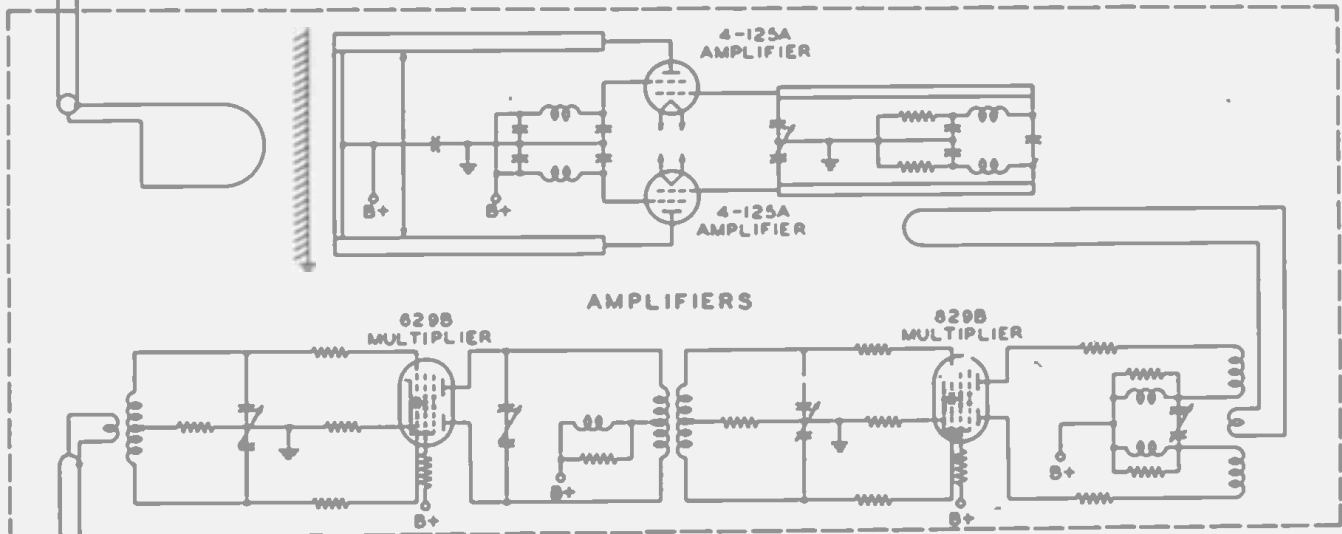 4-125A
AMPLIFIER
B+
B+
4-125A
AMPLIFIER
AMPLIFIERS
829B
MULTIPLIER
829B
MULTIPLIER
B+
B+
B+
B+